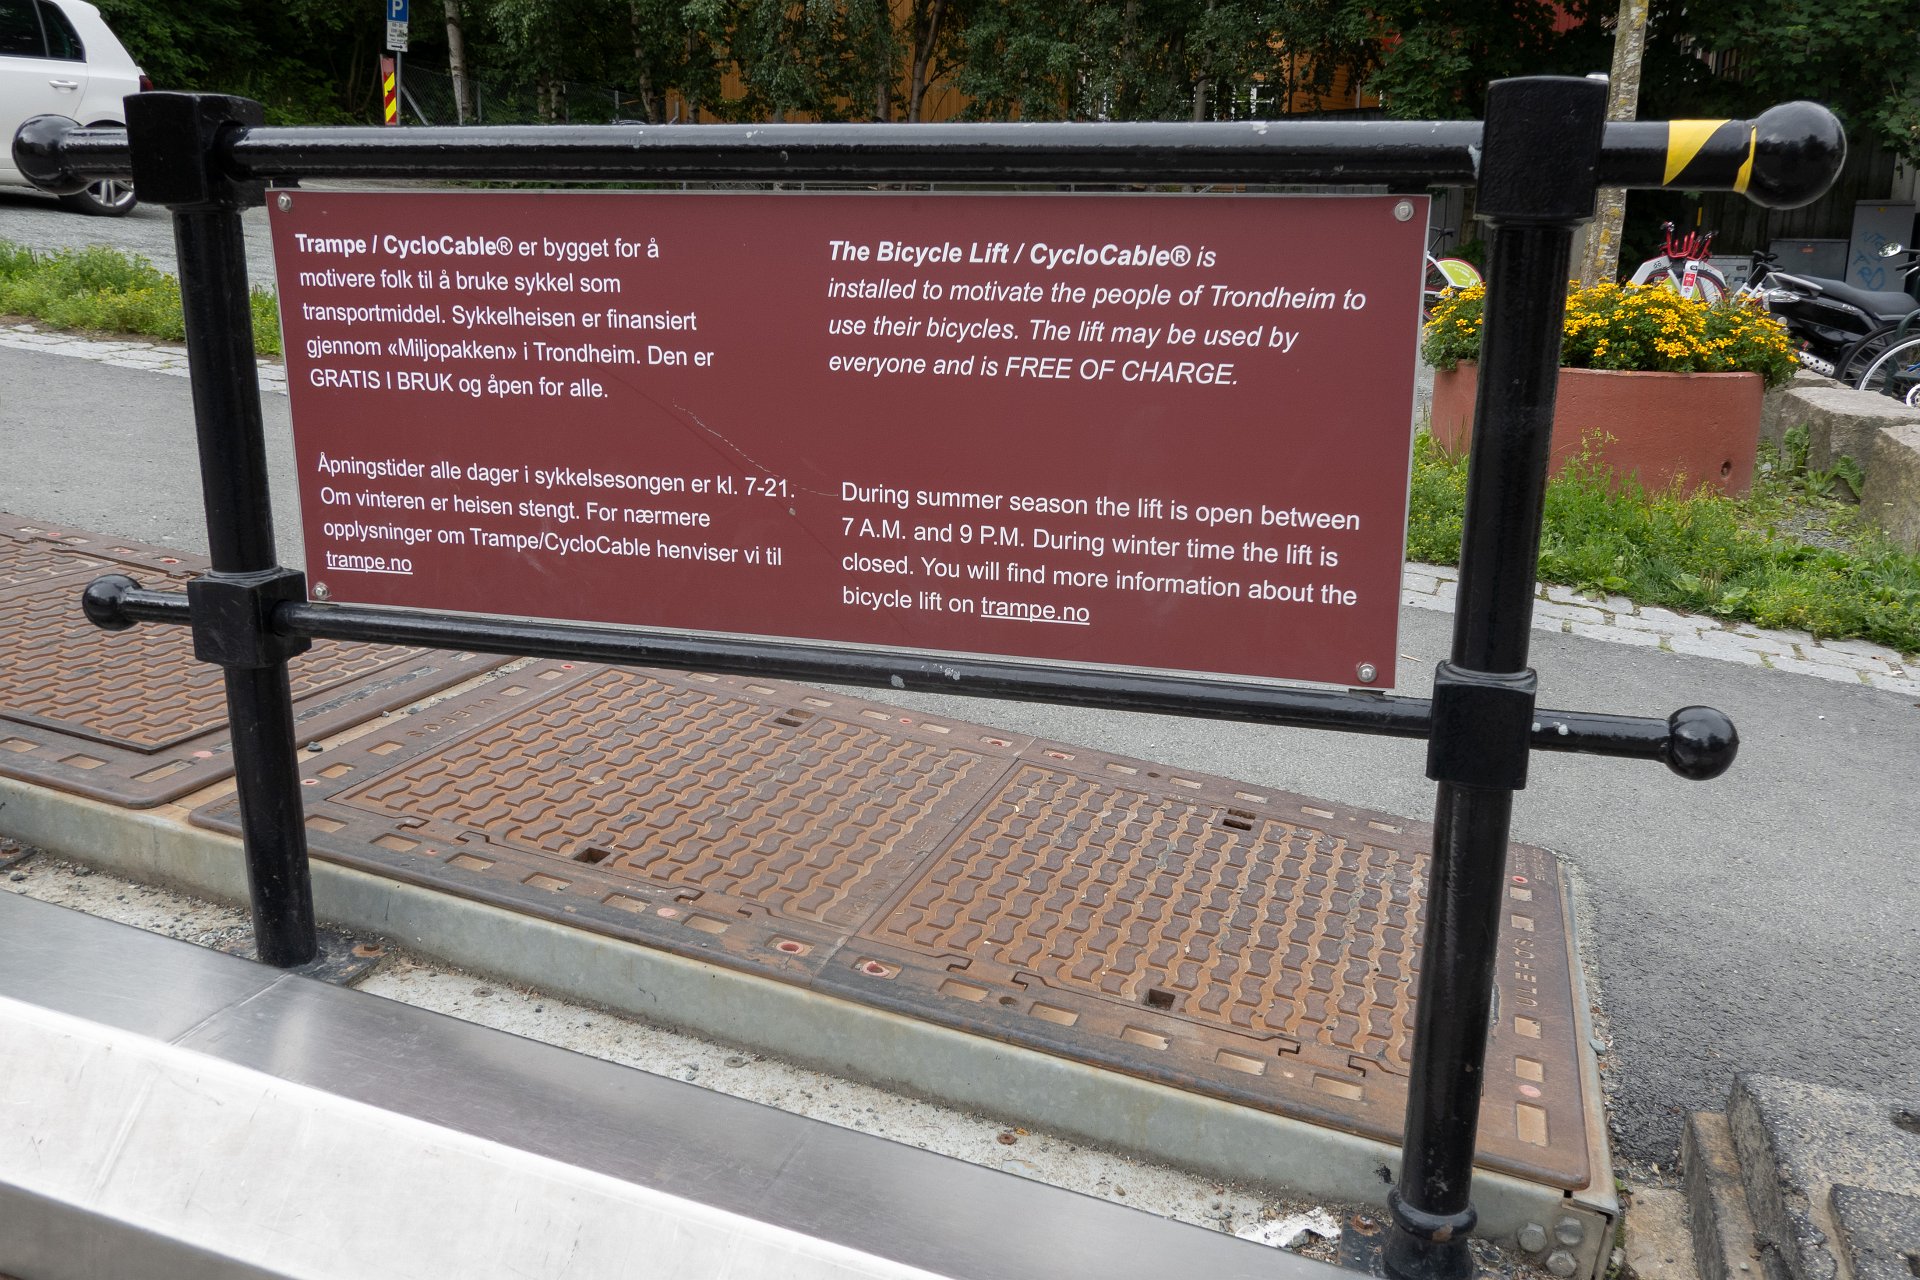 P
Trampe / CycloCable® er bygget for å
motivere folk til å bruke sykkel som
transportmiddel. Sykkelheisen er finansiert
gjennom «Miljopakken» i Trondheim. Den er
GRATIS I BRUK og åpen for alle.
Åpningstider alle dager i sykkelsesongen er kl. 7-21.
Om vinteren er heisen stengt. For nærmere
opplysninger om Trampe/CycloCable henviser vi til
trampe.no
The Bicycle Lift / CycloCable® is
installed to motivate the people of Trondheim to
use their bicycles. The lift may be used by
everyone and is FREE OF CHARGE.
During summer season the lift is open between
7 A.M. and 9 P.M. During winter time the lift is
closed. You will find more information about the
bicycle lift on trampe.no
ULEFOS
ULEFOS